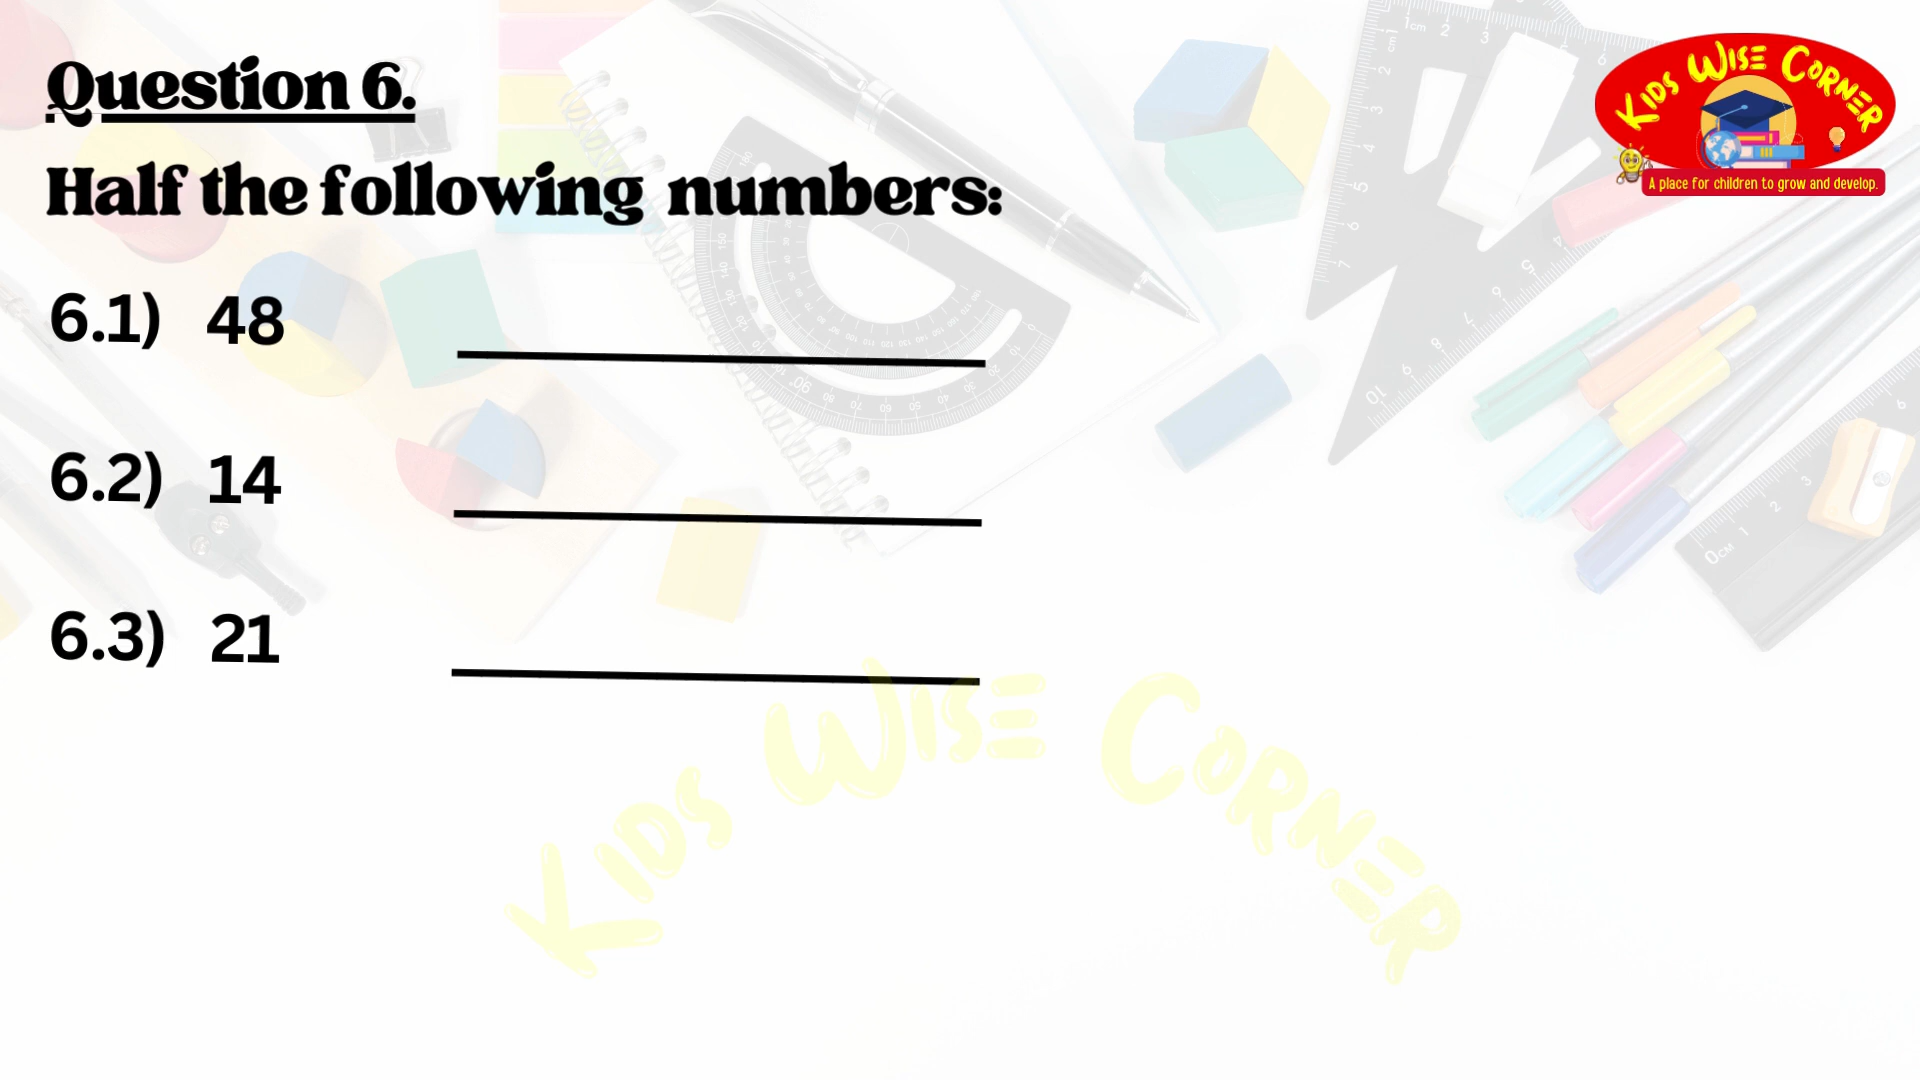 Question 6.
Half the following numbers:
6.1) 48
6.2) 14
6.3) 21
KIDS WISE CORNER
A place for children to grow and develop.
KIDS WISE CORNER